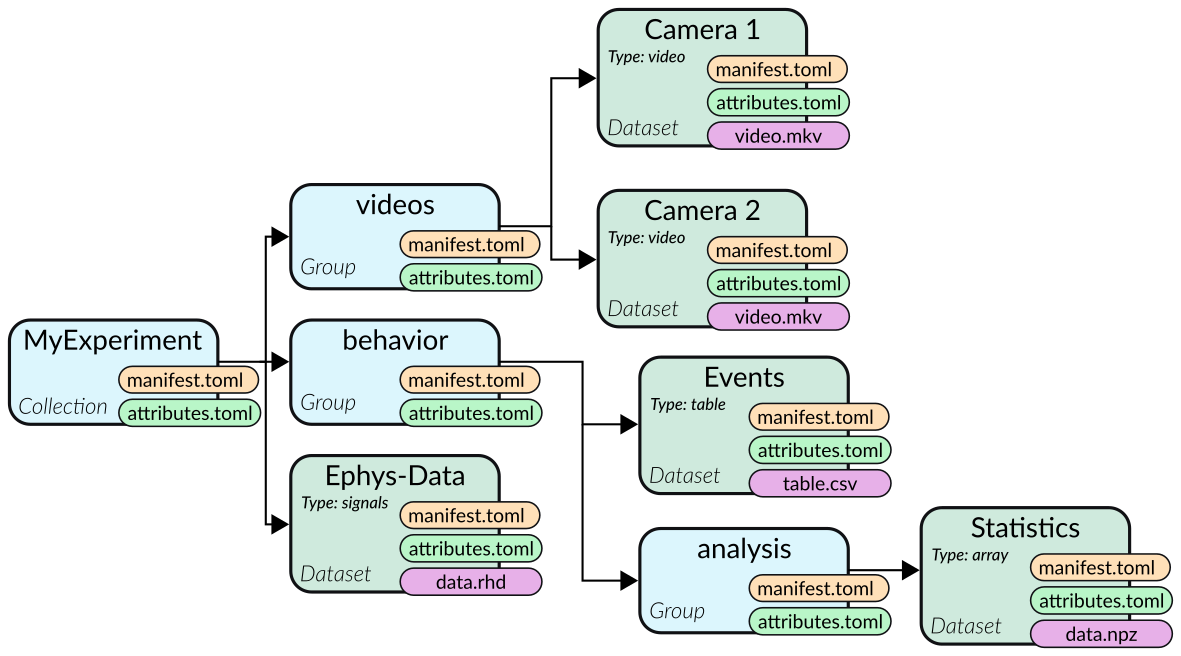 Camera 1
Type: video
manifest.toml
attributes.toml
Dataset
video.mkv
videos
manifest.toml
Group
attributes.toml
Camera 2
Type: video
manifest.toml
attributes.toml
Dataset
video.mkv
MyExperiment
manifest.toml
Collection
attributes.toml
behavior
manifest.toml
Group
attributes.toml
Events
Type: table
manifest.toml
attributes.toml
Dataset
table.csv
Ephys-Data
Type: signals
manifest.toml
attributes.toml
Dataset
data.rhd
analysis
manifest.toml
Group
attributes.toml
Statistics
Type: array
manifest.toml
attributes.toml
Dataset
data.npz